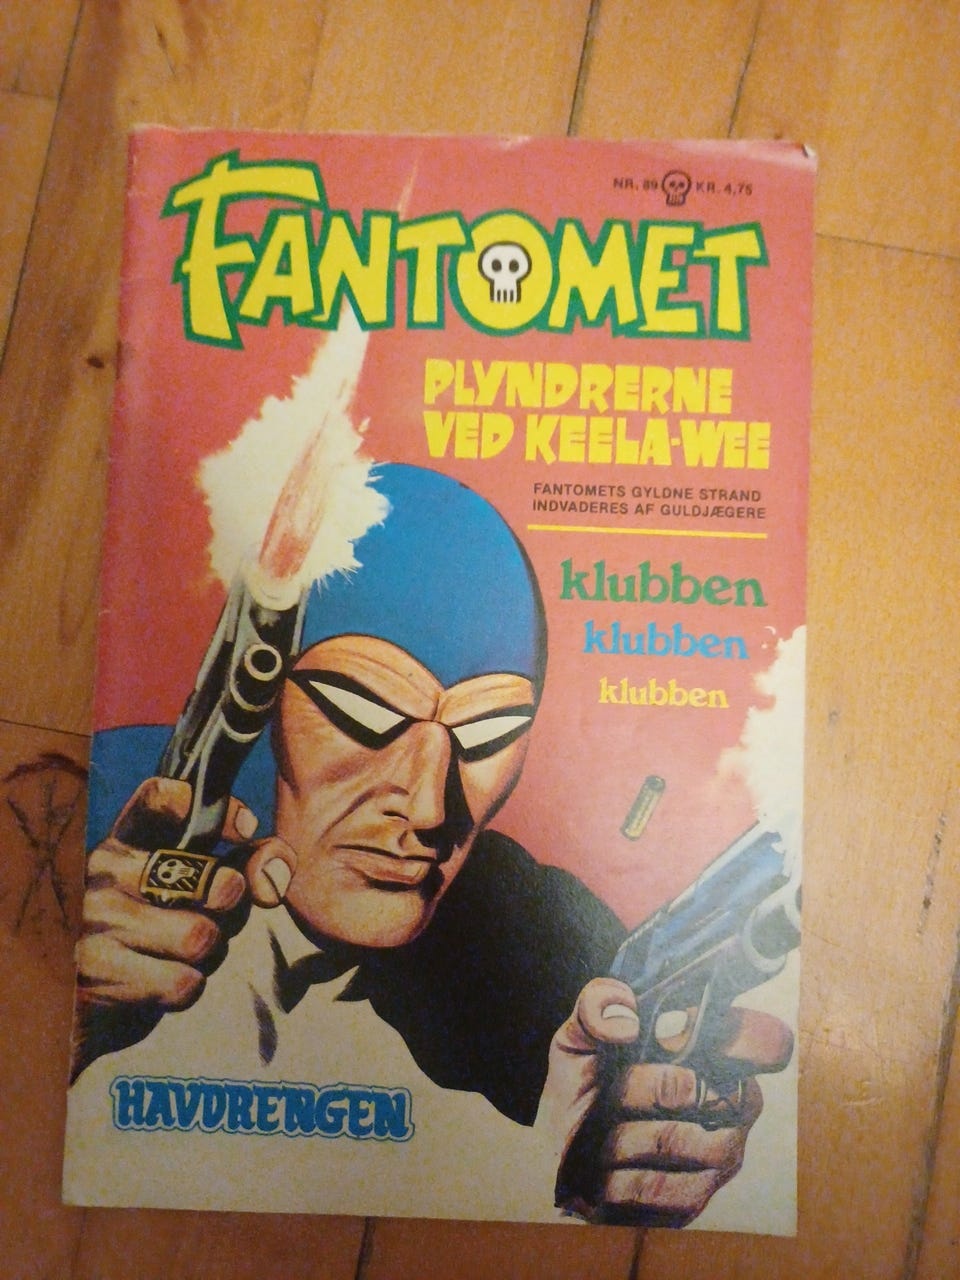 NR. 89 KR. 4,75
FANTOMET
PLYNDRERNE
VED KEELA-WEE
FANTOMETS GYLDNE STRAND
INDVADERES AF GULDJÆGERE
klubben
klubben
klubben
HAVDRENGEN